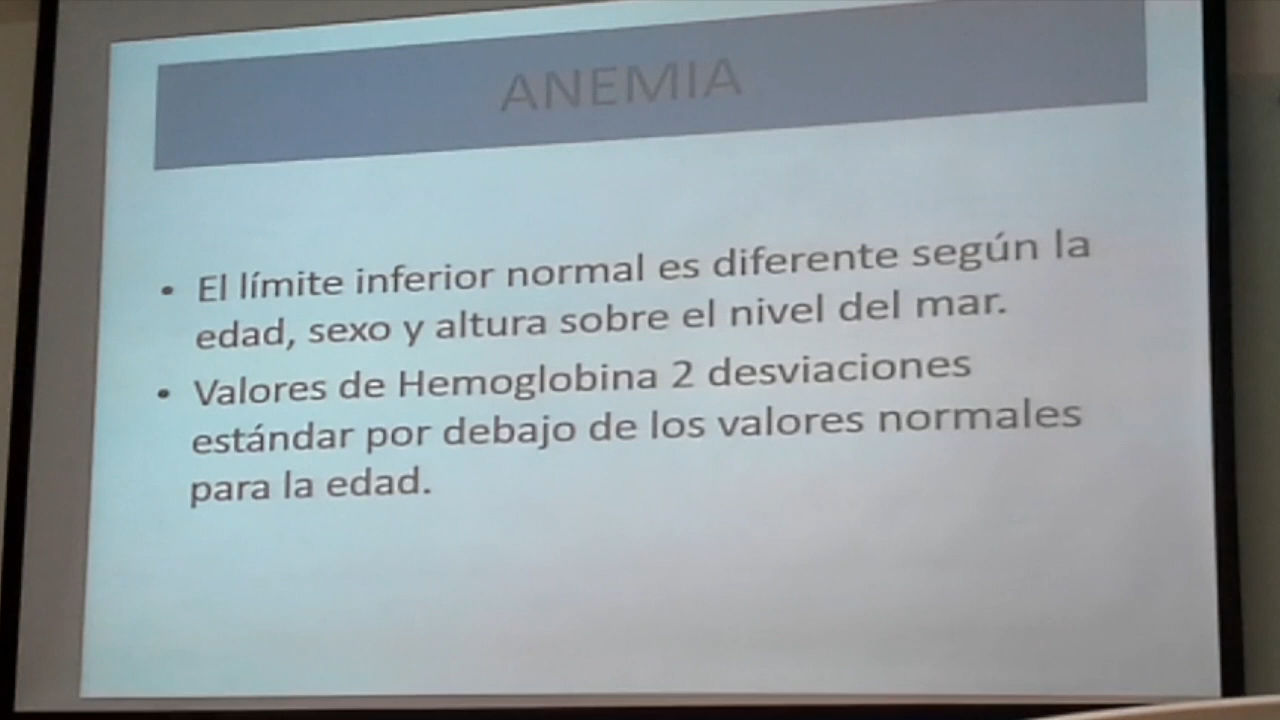 ANEMIA
• El límite inferior normal es diferente según la
edad, sexo y altura sobre el nivel del mar.
• Valores de Hemoglobina 2 desviaciones
estándar por debajo de los valores normales
para la edad.